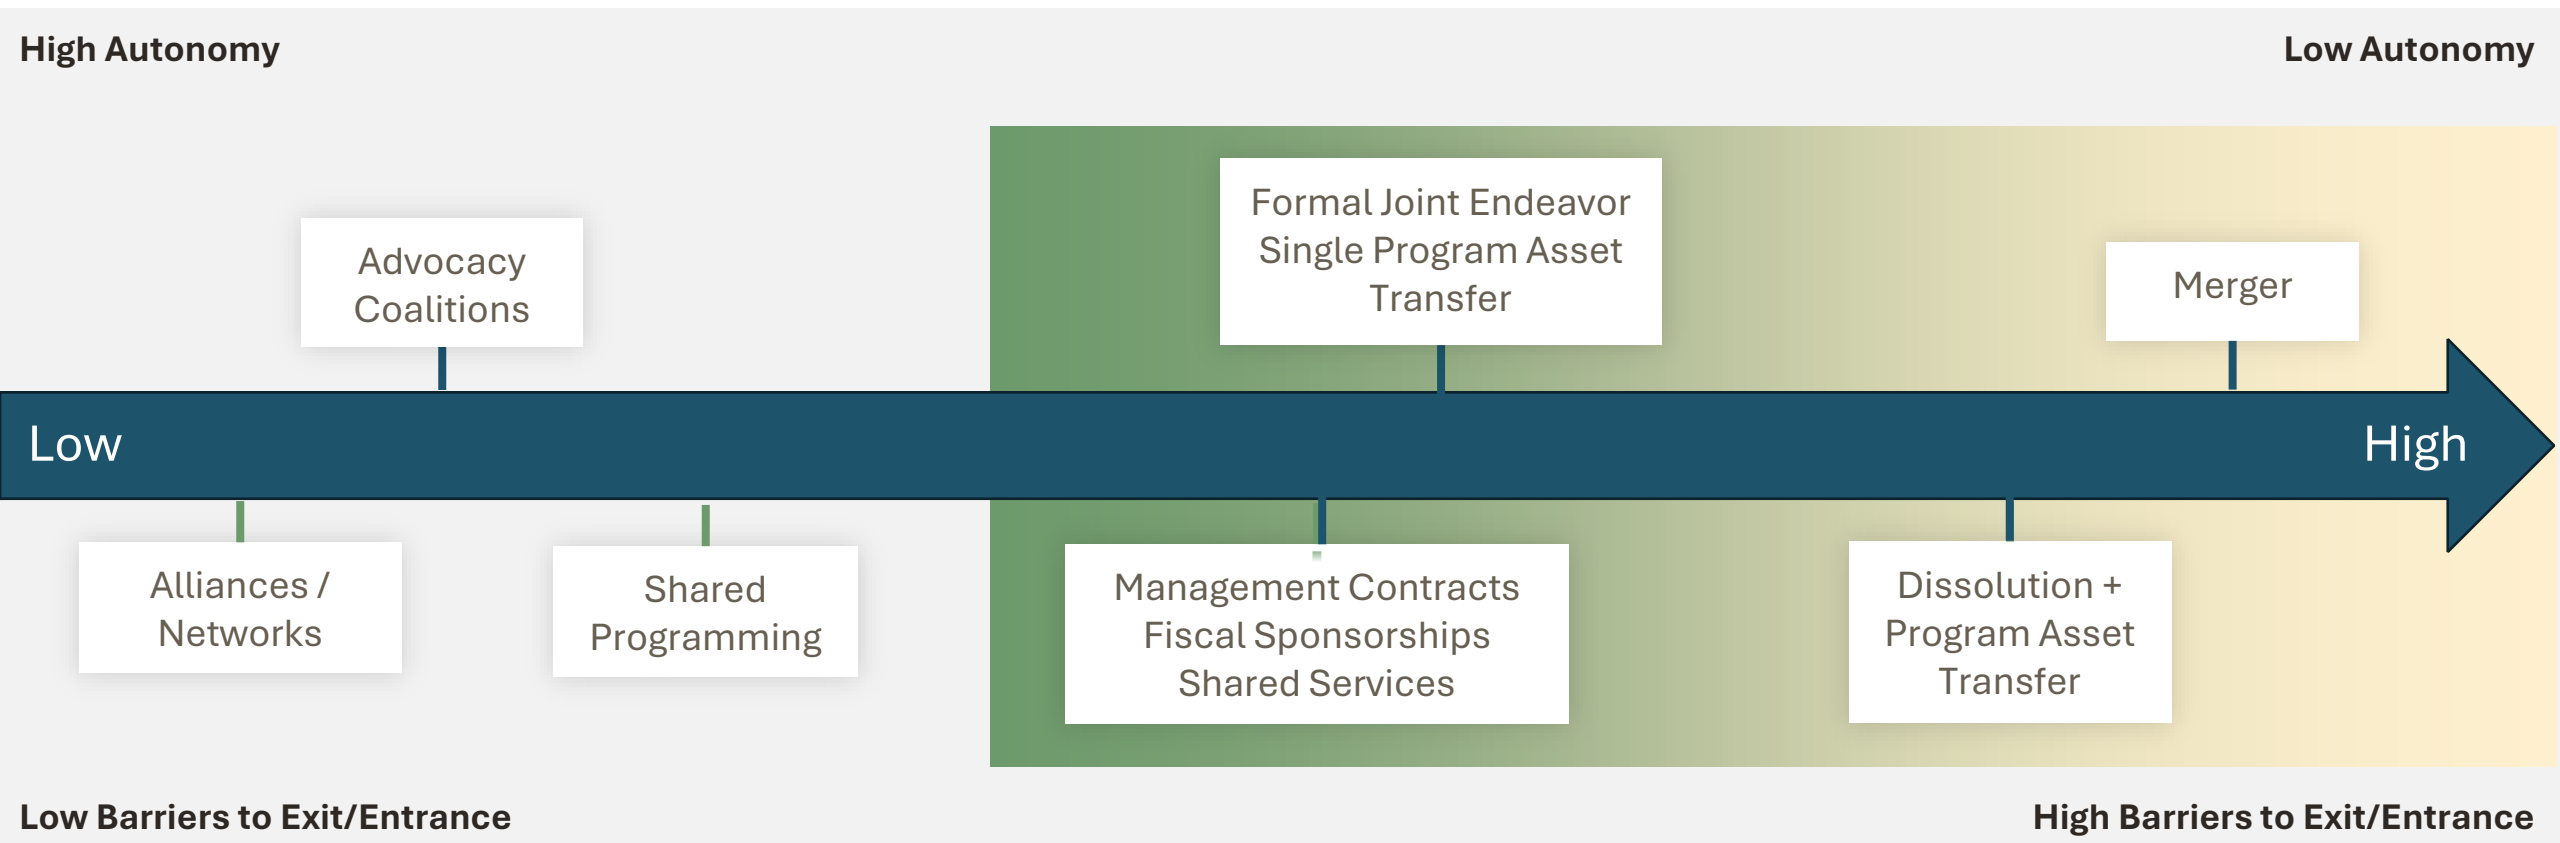 High Autonomy
Low Autonomy
Advocacy
Coalitions
Formal Joint Endeavor
Single Program Asset
Transfer
Merger
Low
High
Alliances /
Networks
Shared
Programming
Management Contracts
Fiscal Sponsorships
Shared Services
Dissolution +
Program Asset
Transfer
Low Barriers to Exit/Entrance
High Barriers to Exit/Entrance